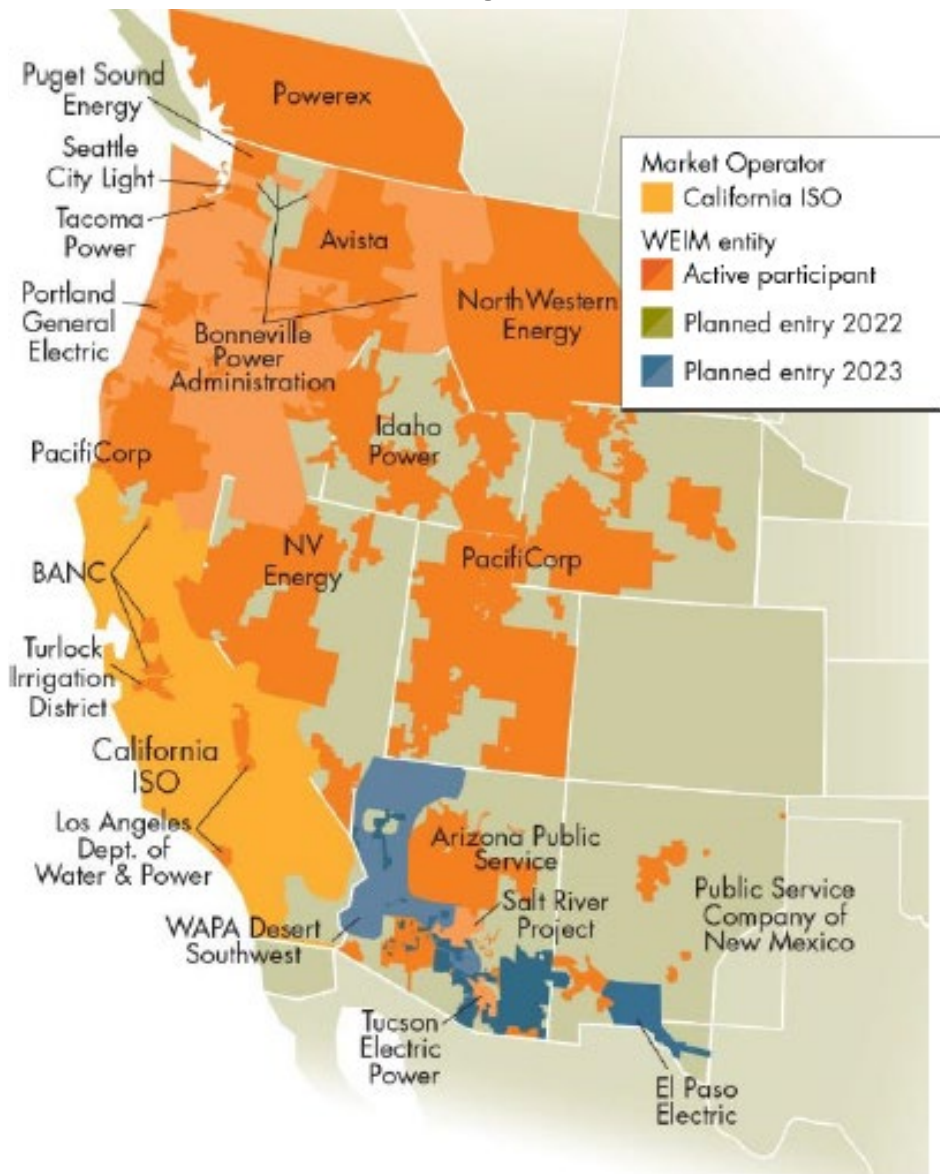 Powerex
Puget Sound
Energy
Seattle
City Light
Tacoma
Power
Avista
Portland
General
Electric
Bonneville
Power
Administration
NorthWestern
Energy
Market Operator
California ISO
WEIM entity
Active participant
Planned entry 2022
Planned entry 2023
PacifiCorp
Idaho
Power
BANC
NV
Energy
PacifiCorp
Turlock
Irrigation
District
California
ISO
Los Angeles
Dept. of
Water & Power
Arizona Public
Service
Salt River
Project
Public Service
Company of
New Mexico
WAPA Desert
Southwest
Tucson
Electric
Power
El Paso
Electric